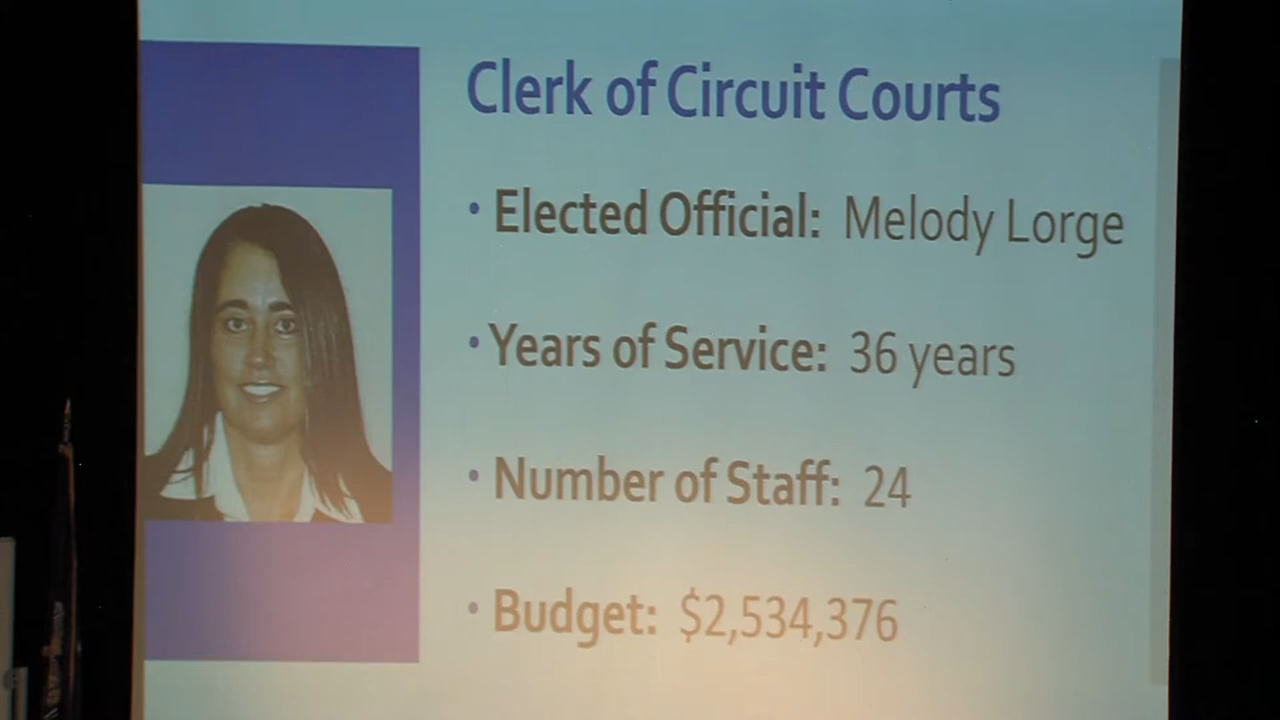 Clerk of Circuit Courts
• Elected Official: Melody Lorge
• Years of Service: 36 years
• Number of Staff: 24
• Budget: $2,534,376